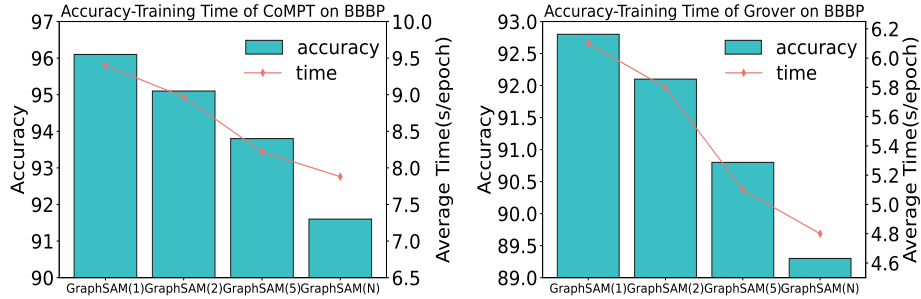 Accuracy-Training Time of CoMPT on BBBP
97
96
95
94
93
92
91
90
Accuracy
10.0
9.5
9.0
8.5
8.0
7.5
7.0
6.5
Average Time(s/epoch)
accuracy
time
GraphSAM(1) GraphSAM(2) GraphSAM(5) GraphSAM(N)
Accuracy-Training Time of Grover on BBBP
93.0
92.5
92.0
91.5
91.0
90.5
90.0
89.5
89.0
Accuracy
6.2
6.0
5.8
5.6
5.4
5.2
5.0
4.8
4.6
Average Time(s/epoch)
accuracy
time
GraphSAM(1) GraphSAM(2) GraphSAM(5) GraphSAM(N)